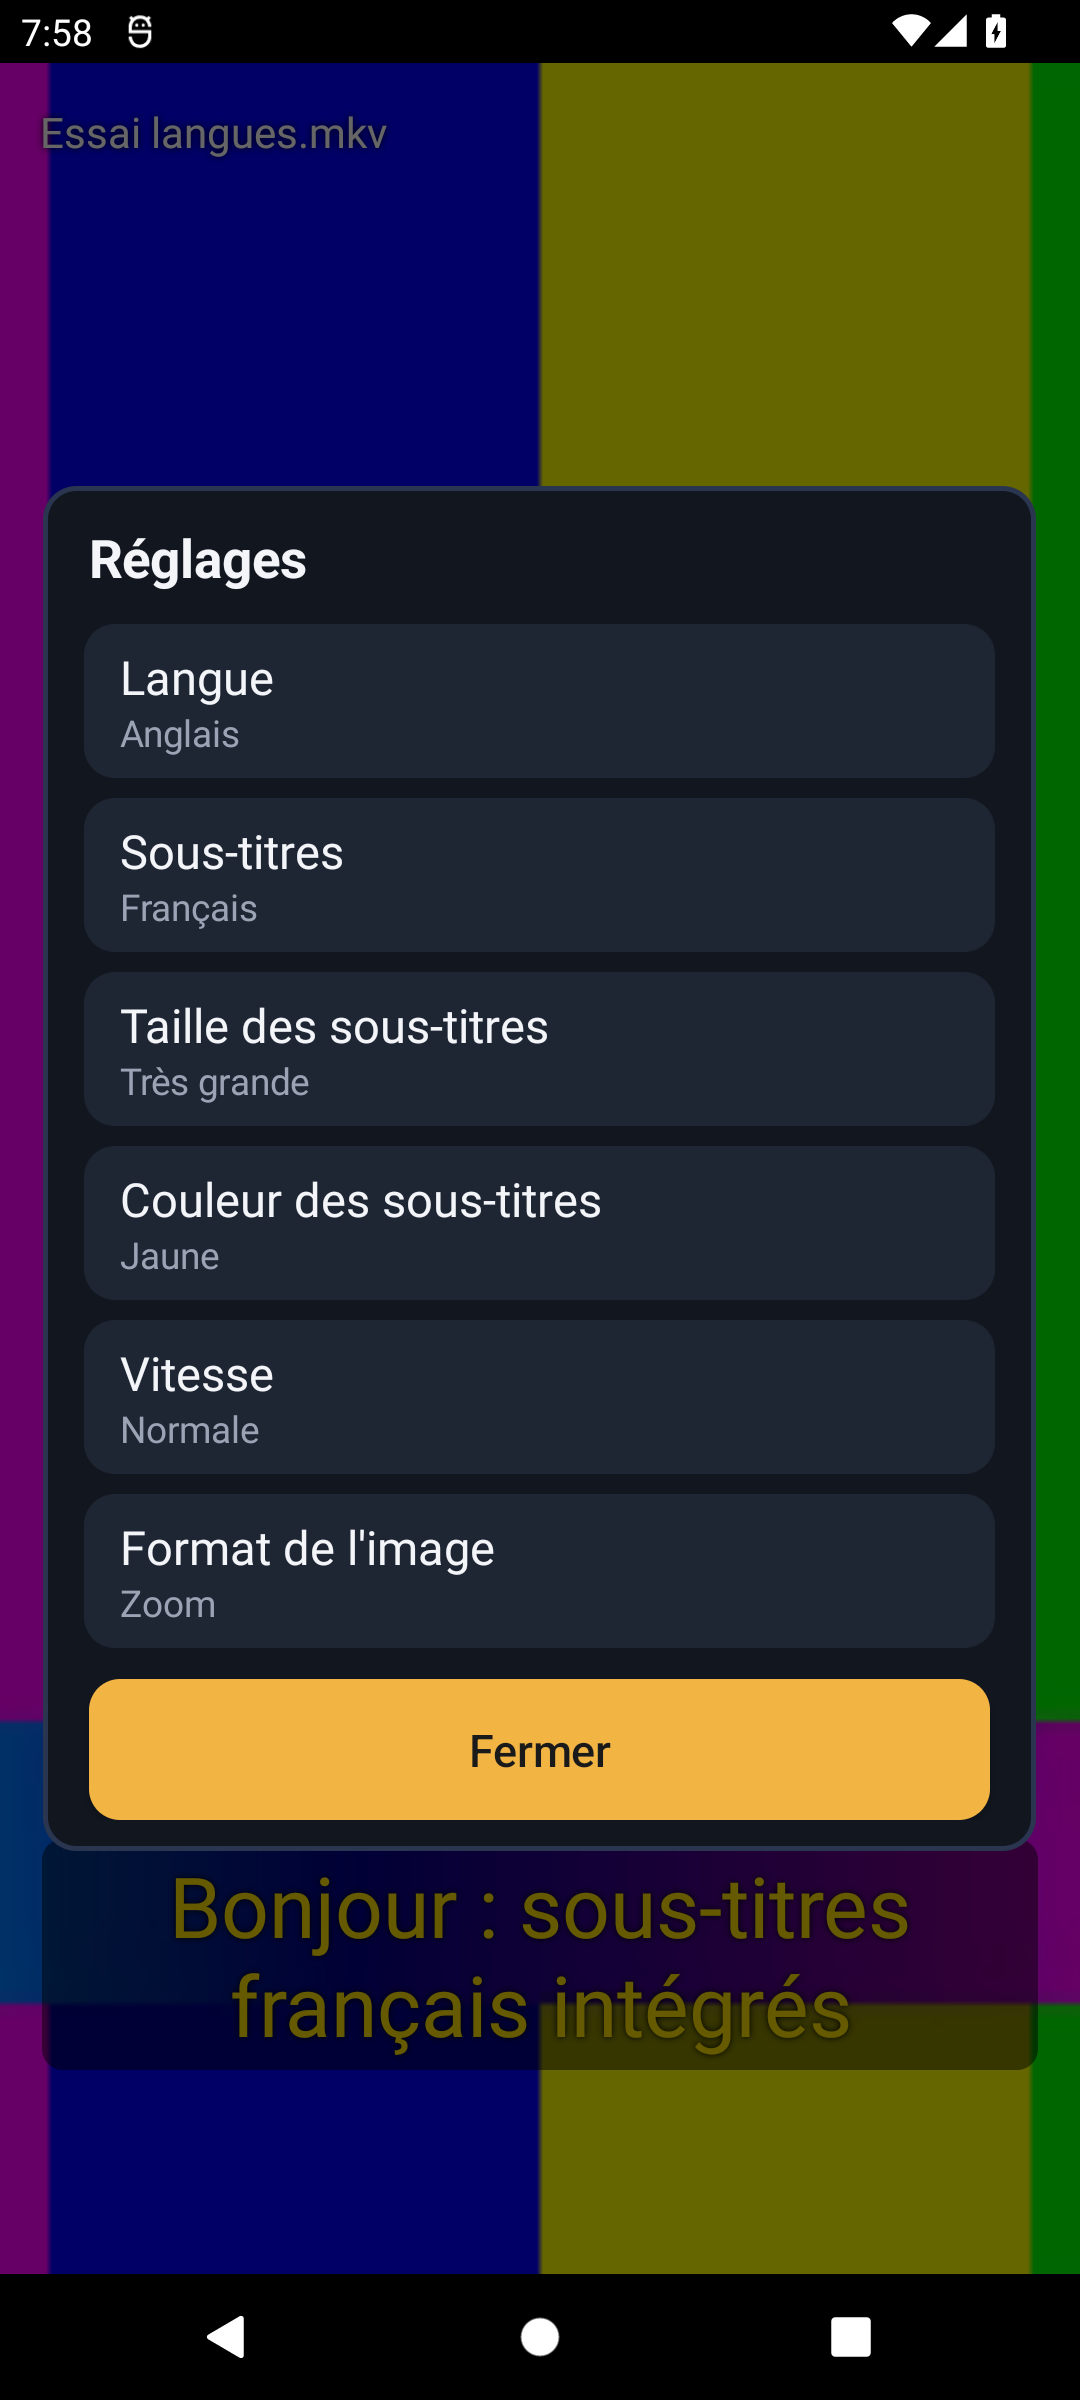 7:58
Essai langues.mkv
Réglages
Langue
Anglais
Sous-titres
Français
Taille des sous-titres
Très grande
Couleur des sous-titres
Jaune
Vitesse
Normale
Format de l'image
Zoom
Fermer
Bonjour : sous-titres
français intégrés